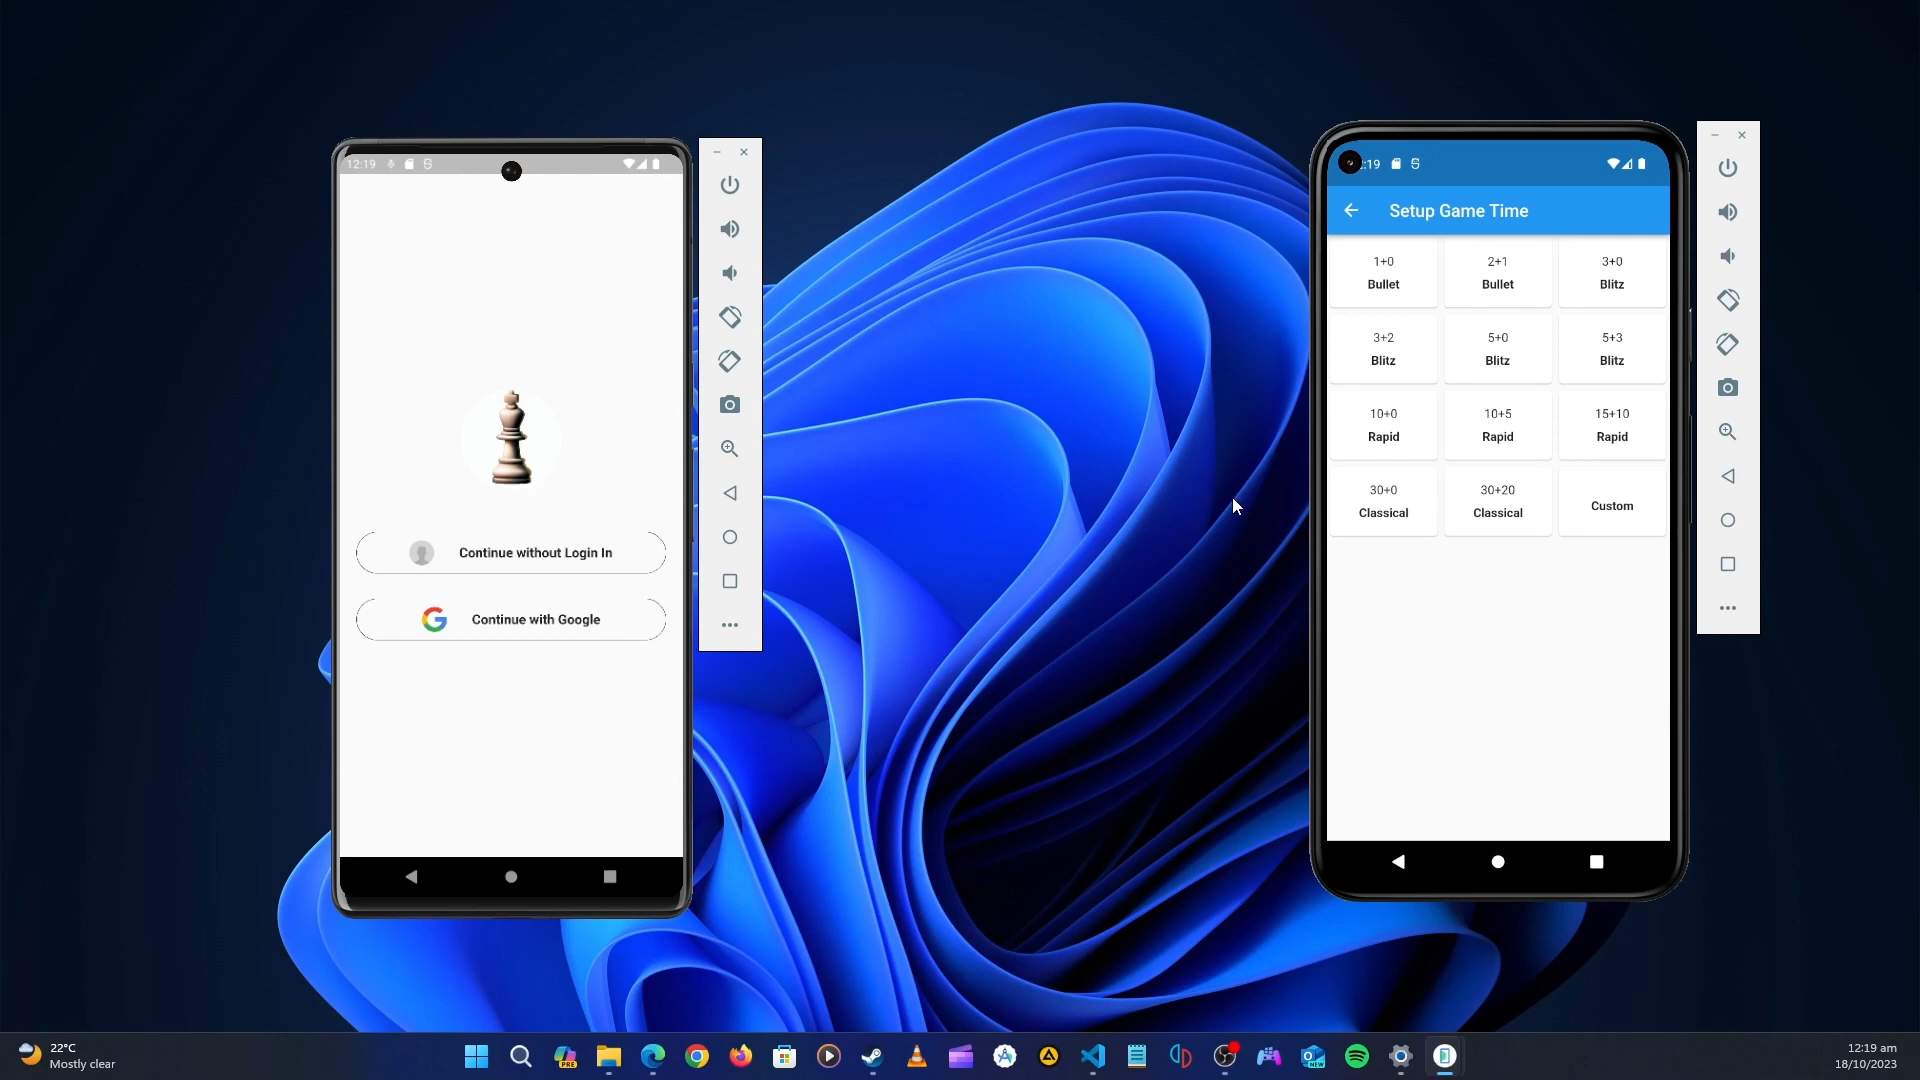 12:19
Continue without Login In
Continue with Google
:19
Setup Game Time
1+0
Bullet
2+1
Bullet
3+0
Blitz
3+2
Blitz
5+0
Blitz
5+3
Blitz
10+0
Rapid
10+5
Rapid
15+10
Rapid
30+0
Classical
30+20
Classical
Custom
22°C
Mostly clear
PRE
NEW
12:19 am
18/10/2023